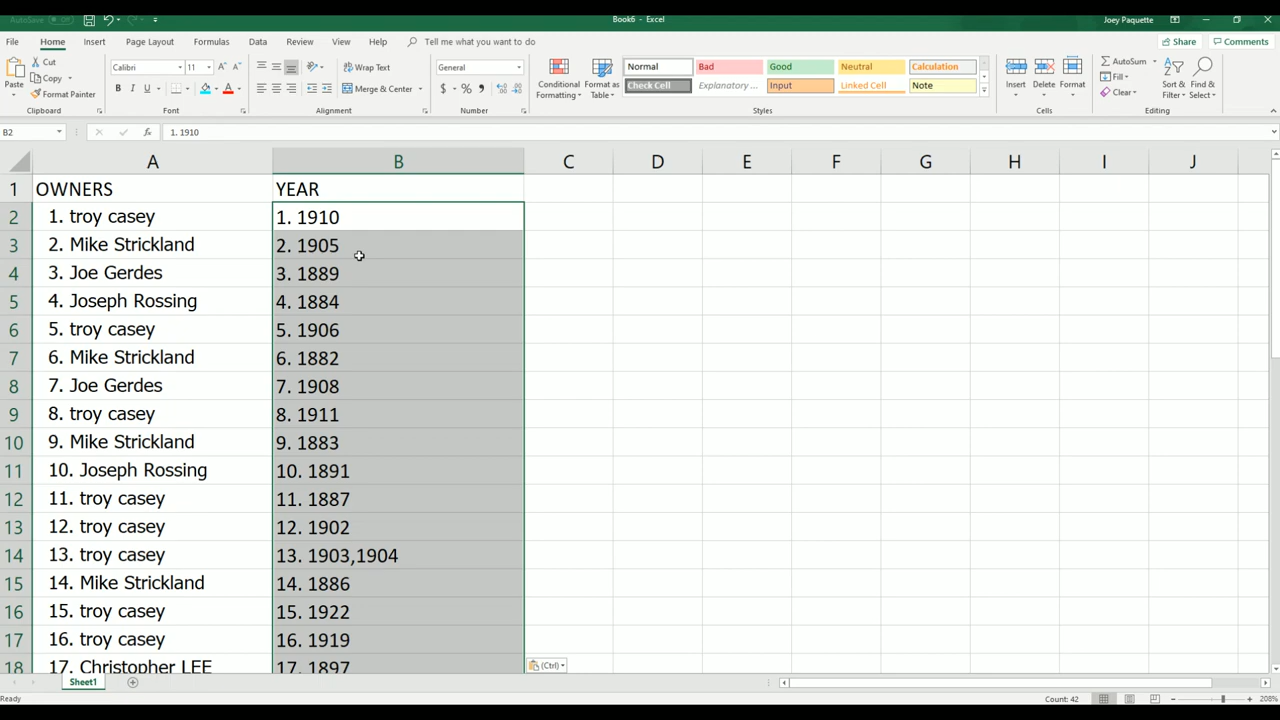 AutoSave Off
Book6 - Excel
Joey Paquette
File Home Insert Page Layout Formulas Data Review View Help Tell me what you want to do
Share Comments
Paste
Cut
Copy
Format Painter
Clipboard
Calibri 11
B I U
Font
Wrap Text
Merge & Center
Alignment
General
$ % ,
Number
Conditional Formatting
Format as Table
Normal Bad Good Neutral Calculation
Check Cell Explanatory ... Input Linked Cell Note
Styles
Insert Delete Format
Cells
AutoSum
Fill
Clear
Sort & Filter
Find & Select
Editing
B2 fx 1. 1910
A B C D E F G H I J
1 OWNERS YEAR
2 1. troy casey 1. 1910
3 2. Mike Strickland 2. 1905
4 3. Joe Gerdes 3. 1889
5 4. Joseph Rossing 4. 1884
6 5. troy casey 5. 1906
7 6. Mike Strickland 6. 1882
8 7. Joe Gerdes 7. 1908
9 8. troy casey 8. 1911
10 9. Mike Strickland 9. 1883
11 10. Joseph Rossing 10. 1891
12 11. troy casey 11. 1887
13 12. troy casey 12. 1902
14 13. troy casey 13. 1903,1904
15 14. Mike Strickland 14. 1886
16 15. troy casey 15. 1922
17 16. troy casey 16. 1919
18 17. Christopher LEE 17. 1897
(Ctrl)
Sheet1
Ready
Count: 42
208%